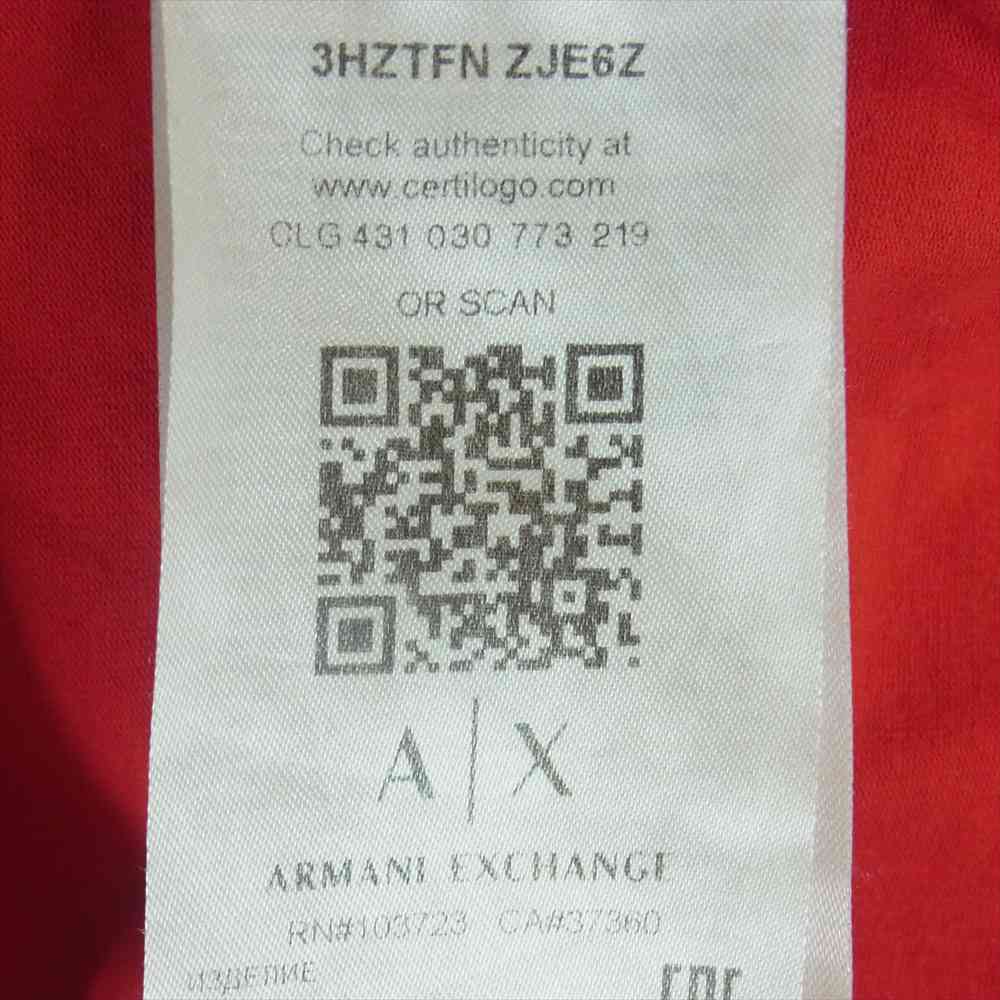 3HZTFN ZJE6Z
Check authenticity at
www.certilogo.com
CLG 431 030 773 219
OR SCAN
A|X
ARMANI EXCHANGE
RN#103723 CA#37360
ИЗДЕЛИЕ